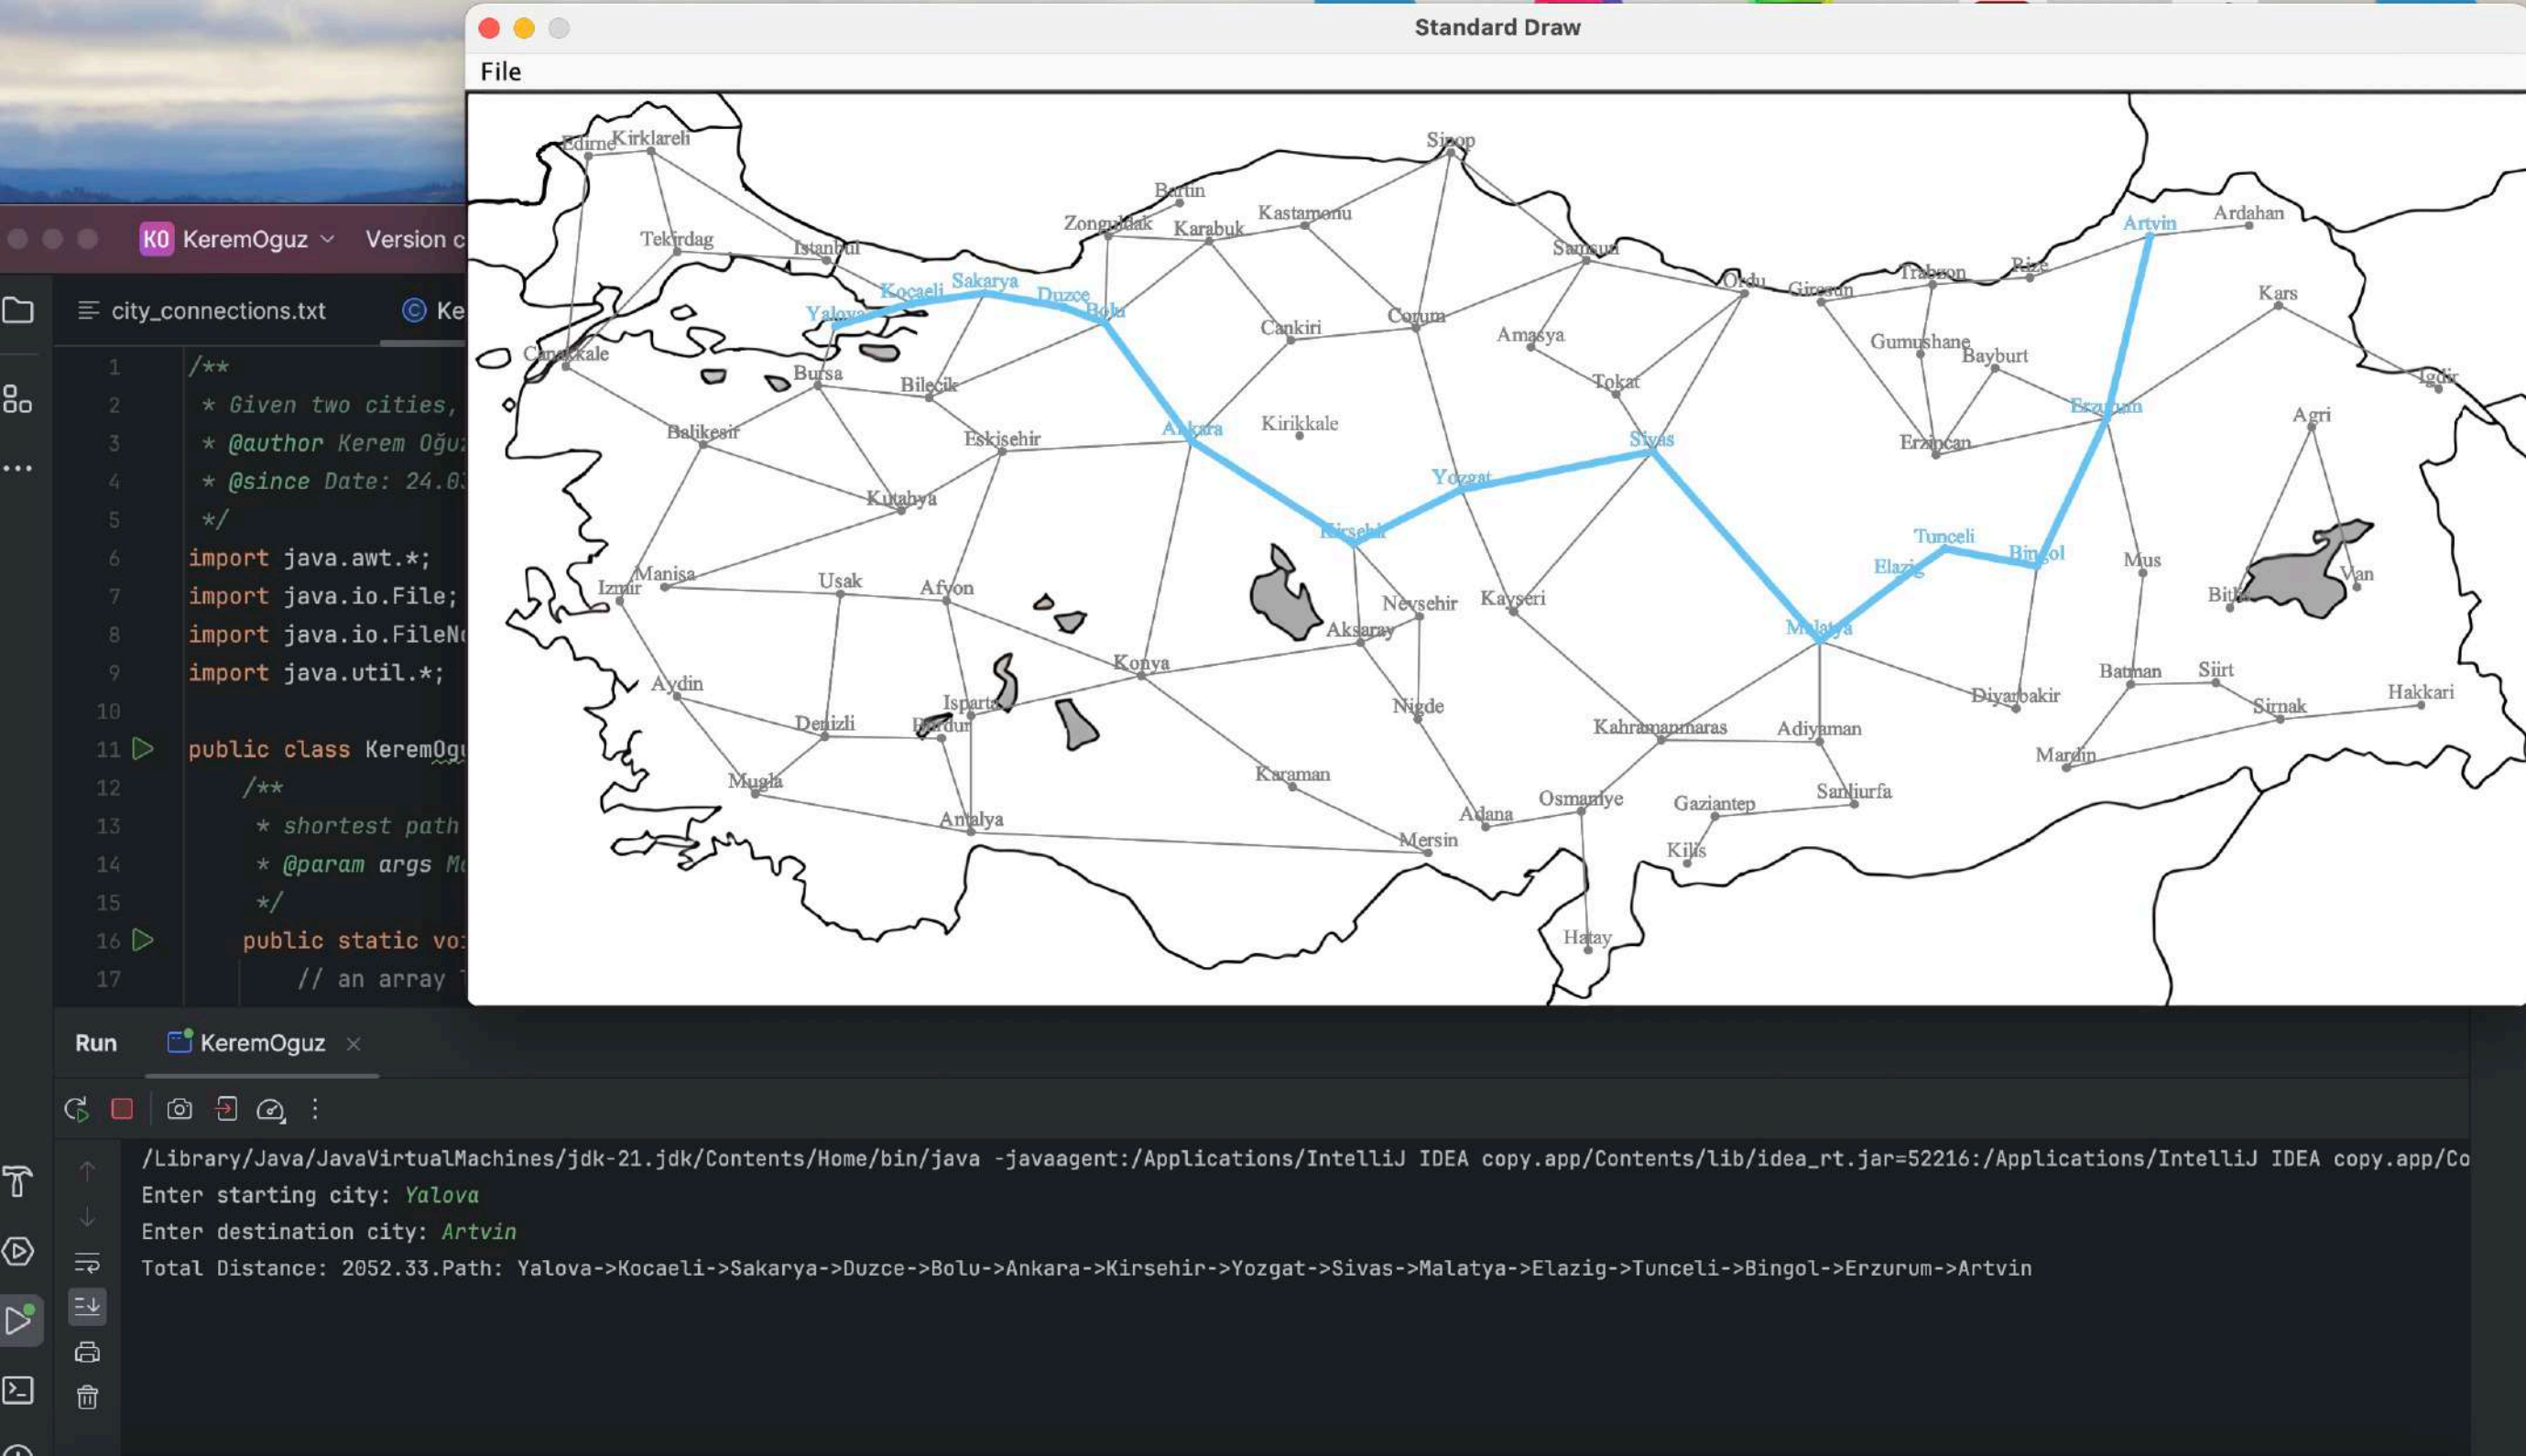 Standard Draw
File
Edirne
Kirklareli
Sinop
Bartin
Zonguldak
Karabuk
Kastamonu
Artvin
Ardahan
Tekirdag
Istanbul
Samsun
Kocaeli
Sakarya
Duzce
Bolu
Yalova
Ordu
Giresun
Trabzon
Rize
Kars
Cankiri
Corum
Amasya
Gumushane
Bayburt
Canakkale
Bursa
Bilecik
Tokat
Igdir
Erzurum
Agri
Balikesir
Eskisehir
Ankara
Kirikkale
Sivas
Erzincan
Kutahya
Yozgat
Kirsehir
Tunceli
Bingol
Elazig
Mus
Van
Izmir
Manisa
Usak
Afyon
Nevsehir
Kayseri
Aksaray
Malatya
Konya
Batman
Siirt
Aydin
Isparta
Nigde
Diyarbakir
Sirnak
Hakkari
Denizli
Kahramanmaras
Adiyaman
Mardin
Mugla
Karaman
Osmaniye
Gaziantep
Sanliurfa
Antalya
Adana
Mersin
Kilis
Hatay
KO KeremOguz Version c
city_connections.txt © Ke
1 /**
2 * Given two cities,
3 * @author Kerem Oğuz
4 * @since Date: 24.03
5 */
6 import java.awt.*;
7 import java.io.File;
8 import java.io.FileNo
9 import java.util.*;
10
11 public class KeremOgu
12 /**
13 * shortest path
14 * @param args Ma
15 */
16 public static voi
17 // an array
Run KeremOguz
/Library/Java/JavaVirtualMachines/jdk-21.jdk/Contents/Home/bin/java -javaagent:/Applications/IntelliJ IDEA copy.app/Contents/lib/idea_rt.jar=52216:/Applications/IntelliJ IDEA copy.app/Co
Enter starting city: Yalova
Enter destination city: Artvin
Total Distance: 2052.33.Path: Yalova->Kocaeli->Sakarya->Duzce->Bolu->Ankara->Kirsehir->Yozgat->Sivas->Malatya->Elazig->Tunceli->Bingol->Erzurum->Artvin